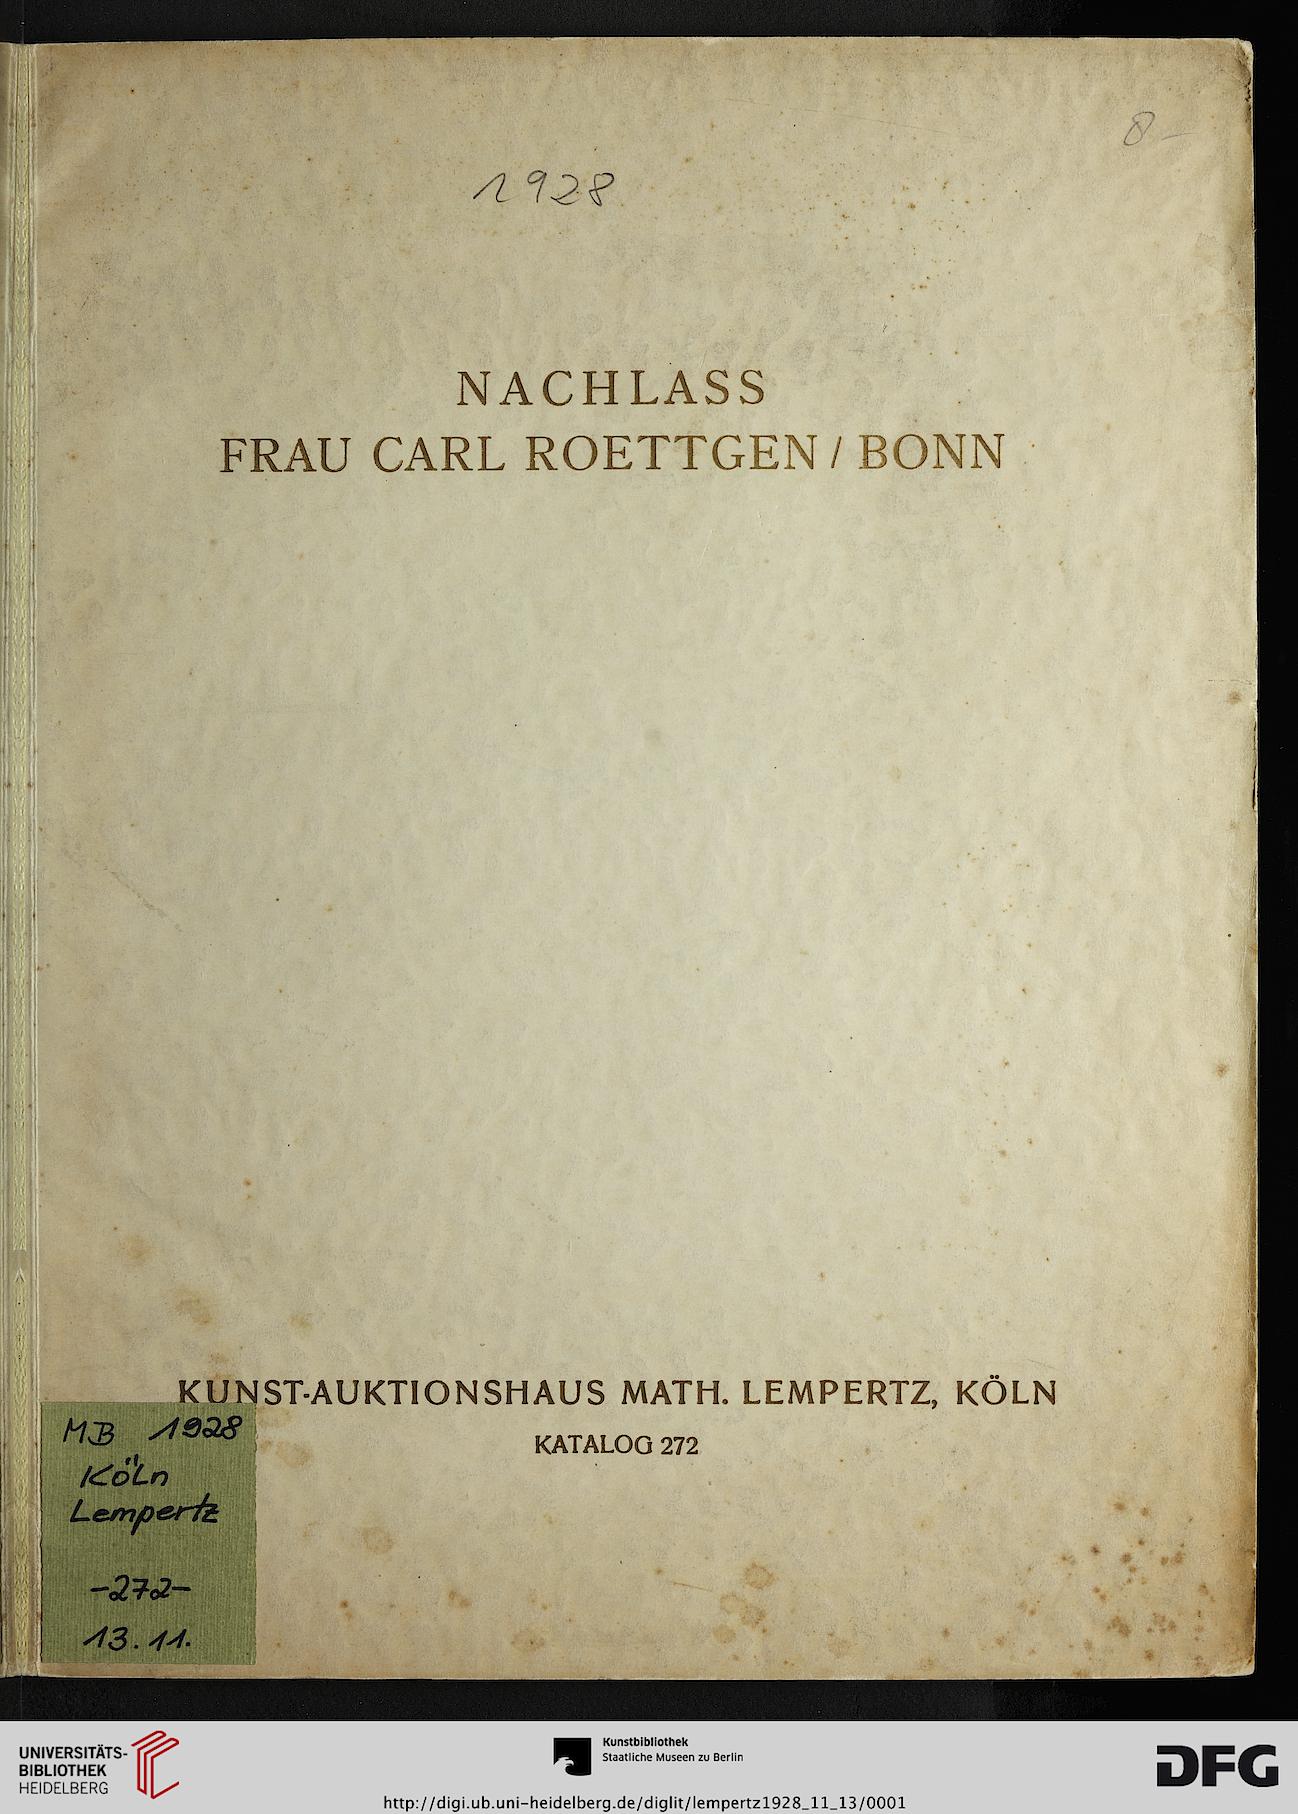 8-
1928
NACHLASS
FRAU CARL ROETTGEN / BONN
KUNST-AUKTIONSHAUS MATH. LEMPERTZ, KÖLN
KATALOG 272
MB 1928
Köln
Lempertz
-272-
13. 11.
UNIVERSITÄTS-
BIBLIOTHEK
HEIDELBERG
Kunstbibliothek
Staatliche Museen zu Berlin
DFG
http://digi.ub.uni-heidelberg.de/diglit/lempertz1928_11_13/0001